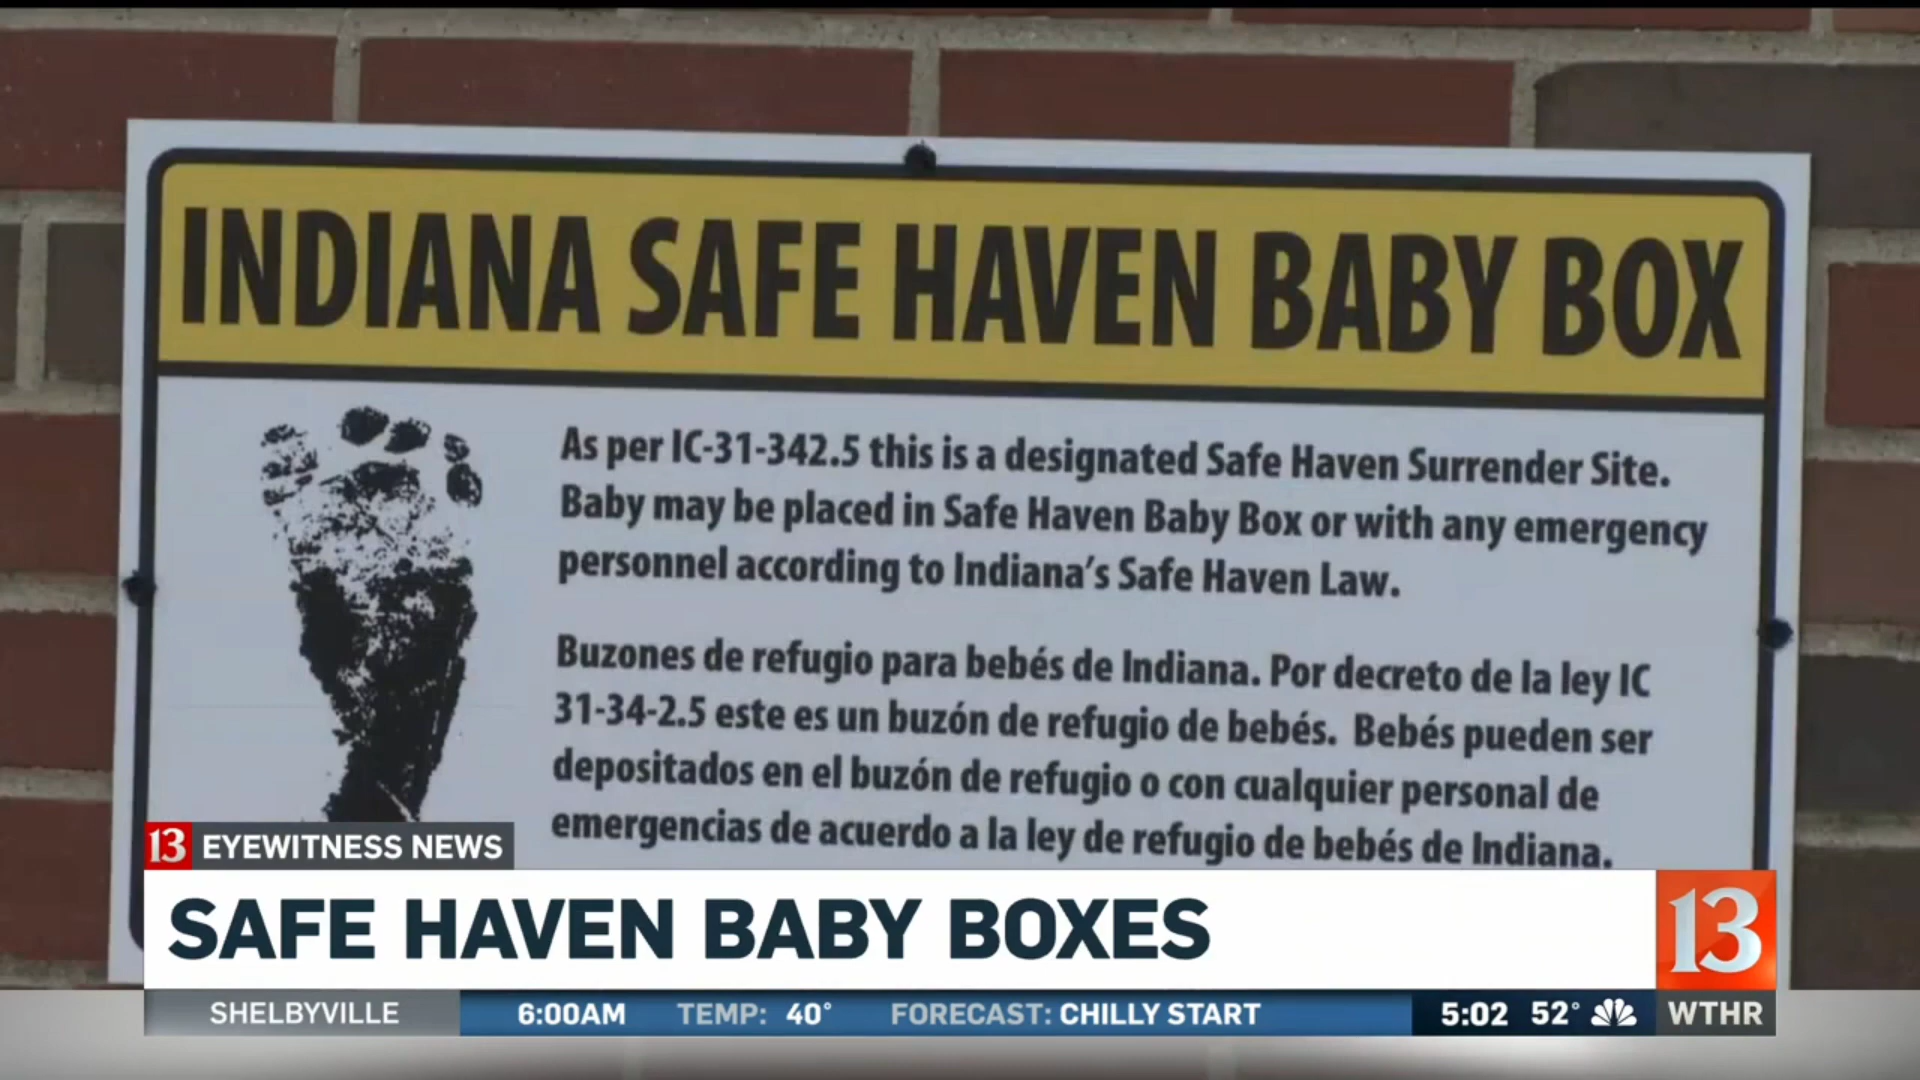 INDIANA SAFE HAVEN BABY BOX
As per IC-31-342.5 this is a designated Safe Haven Surrender Site.
Baby may be placed in Safe Haven Baby Box or with any emergency
personnel according to Indiana's Safe Haven Law.
Buzones de refugio para bebés de Indiana. Por decreto de la ley IC
31-34-2.5 este es un buzón de refugio de bebés. Bebés pueden ser
depositados en el buzón de refugio o con cualquier personal de
emergencias de acuerdo a la ley de refugio de bebés de Indiana.
13 EYEWITNESS NEWS
SAFE HAVEN BABY BOXES
13
SHELBYVILLE 6:00AM TEMP: 40° FORECAST: CHILLY START 5:02 52° WTHR